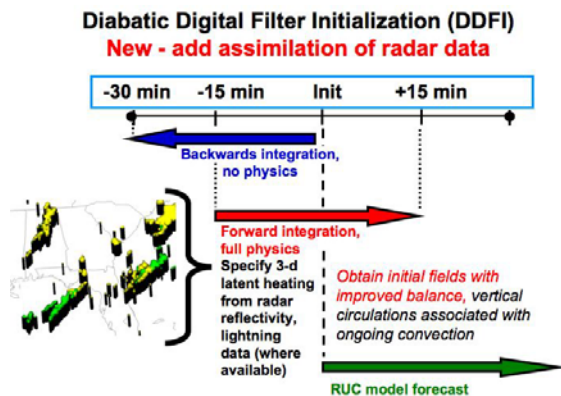 Diabatic Digital Filter Initialization (DDFI)
New - add assimilation of radar data
-30 min -15 min Init +15 min
Backwards integration,
no physics
Forward integration,
full physics
Specify 3-d
latent heating
from radar
reflectivity,
lightning
data (where
available)
Obtain initial fields with
improved balance, vertical
circulations associated with
ongoing convection
RUC model forecast